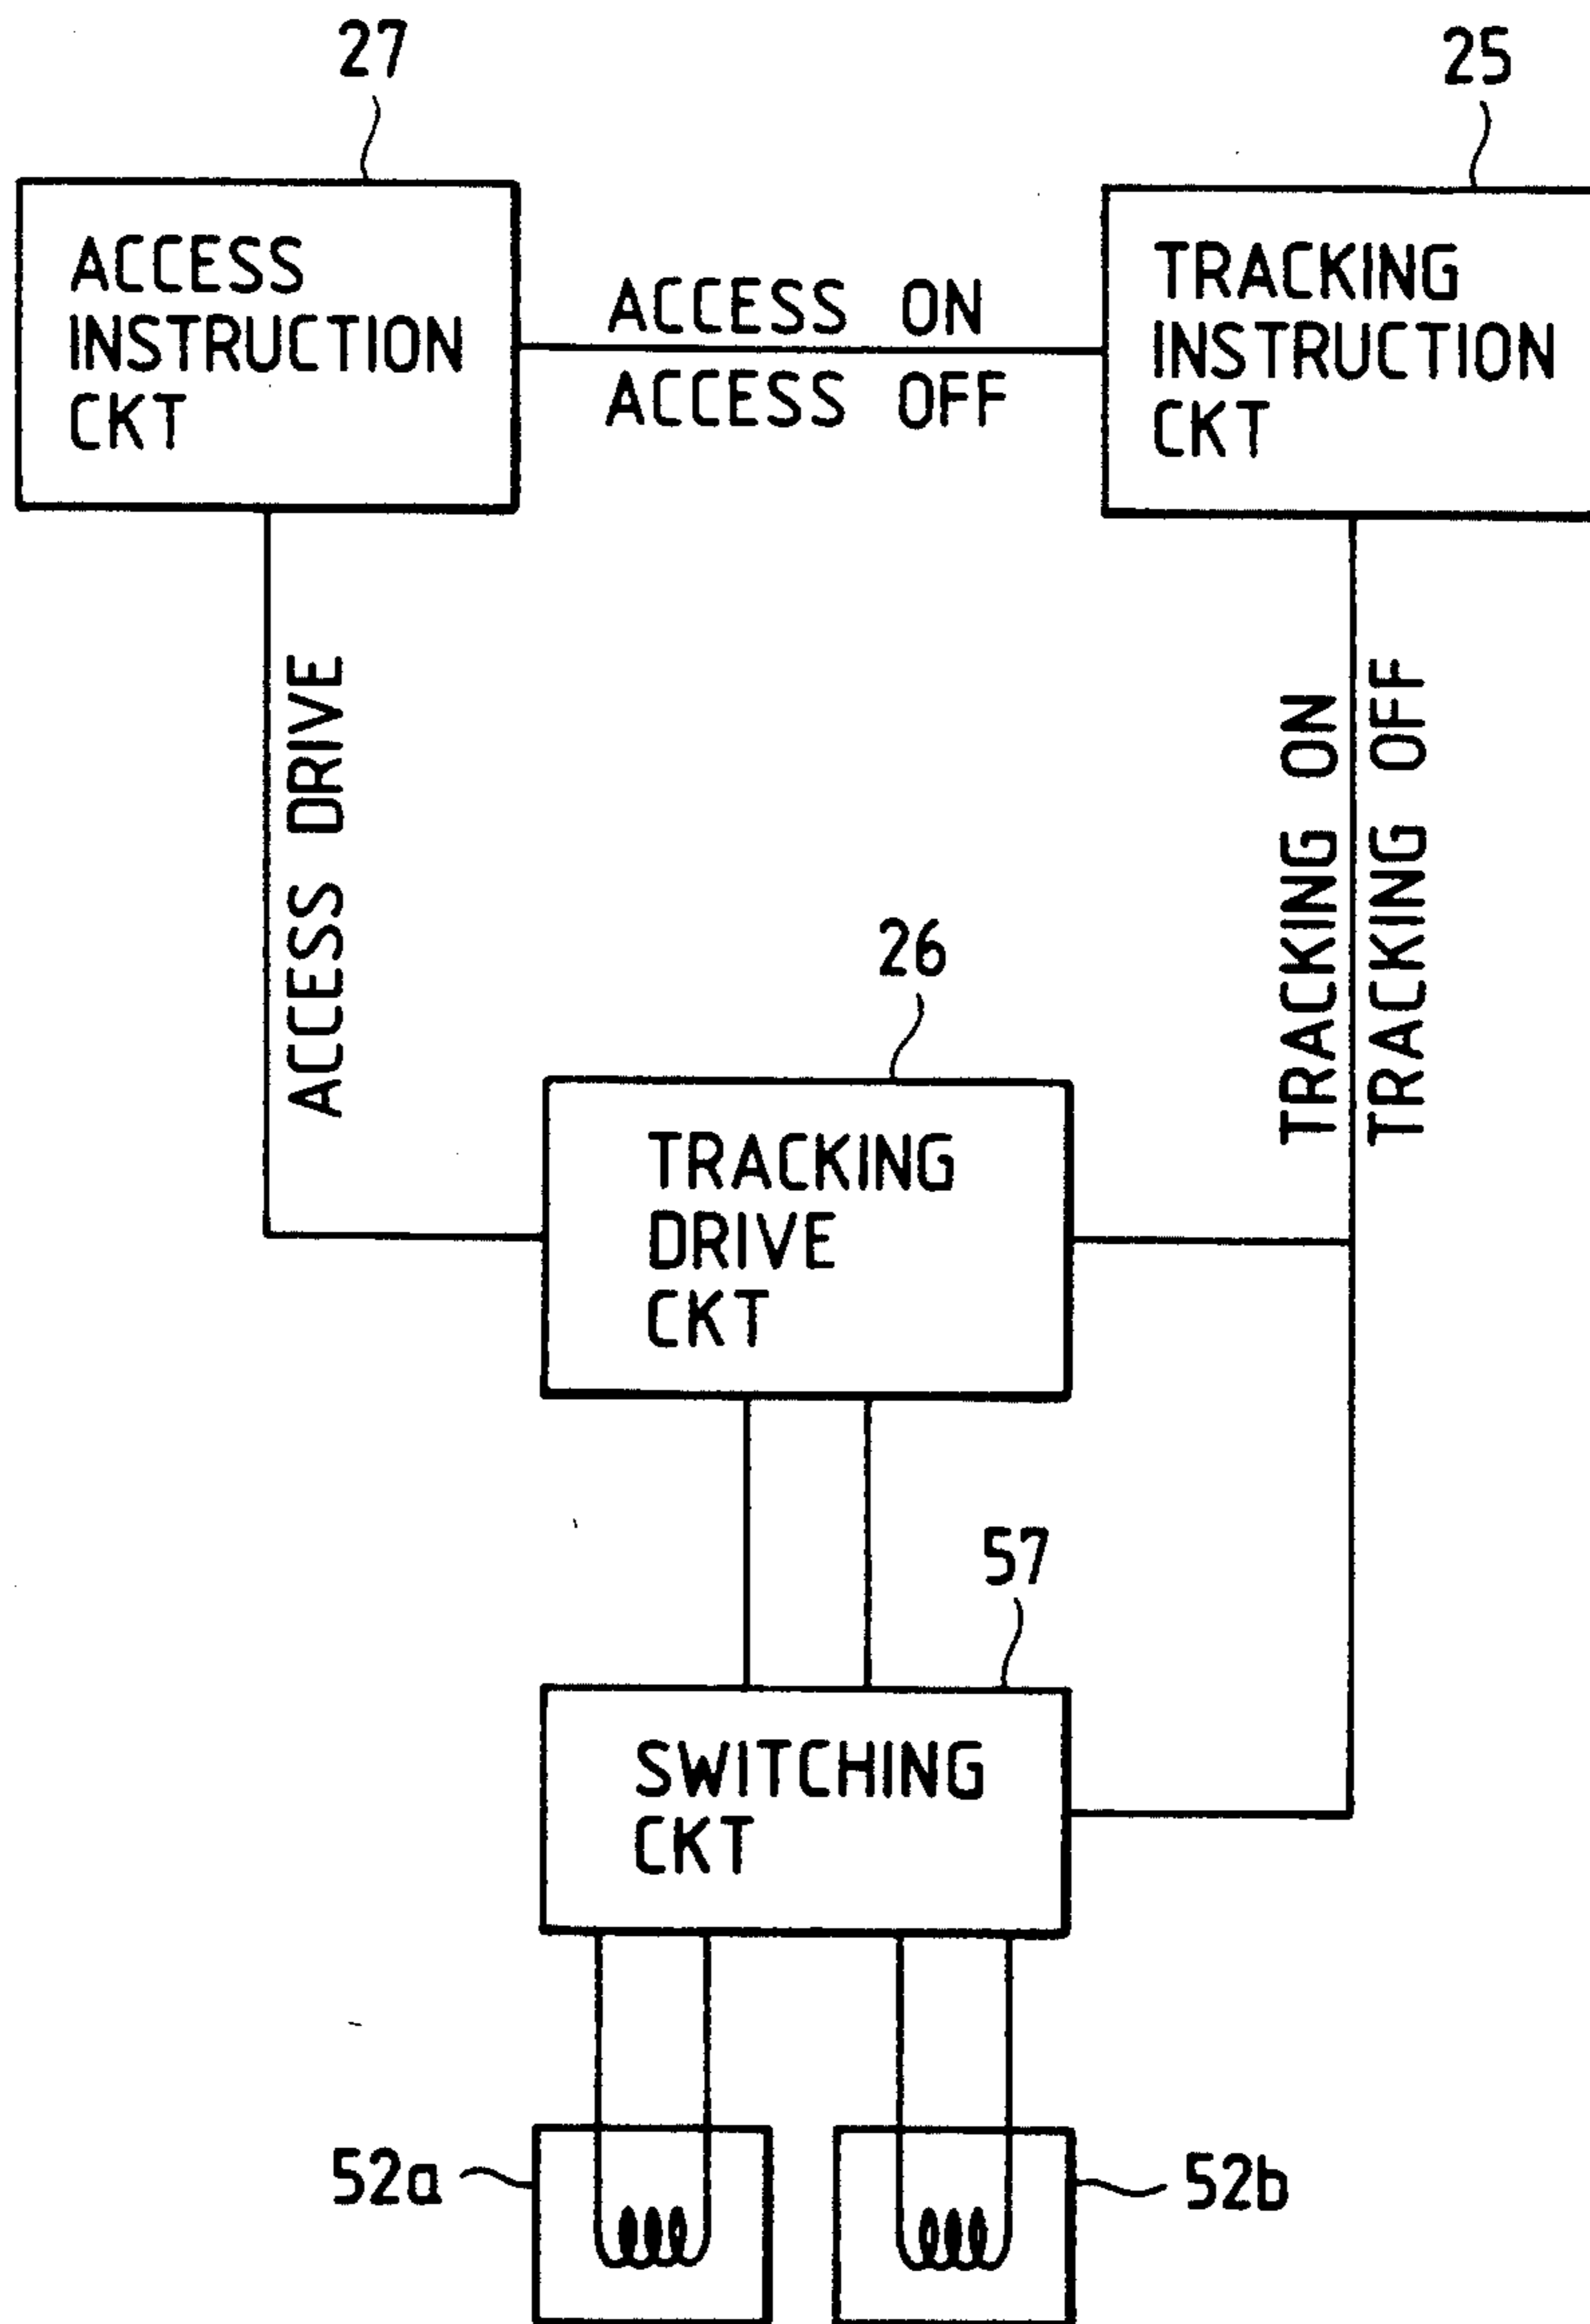 27
25
ACCESS
INSTRUCTION
CKT
ACCESS ON
ACCESS OFF
TRACKING
INSTRUCTION
CKT
ACCESS DRIVE
TRACKING ON
TRACKING OFF
26
TRACKING
DRIVE
CKT
57
SWITCHING
CKT
52a
52b